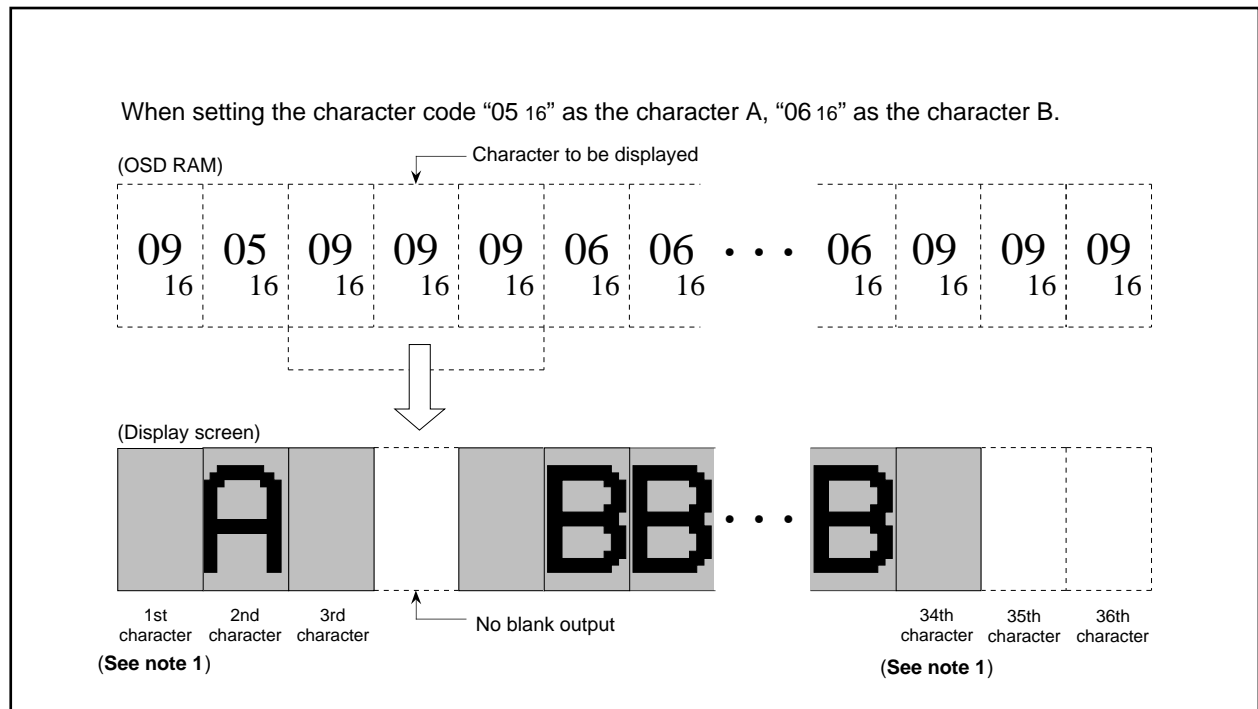 When setting the character code “05 16” as the character A, “06 16” as the character B.
(OSD RAM)
Character to be displayed
09 16 05 16 09 16 09 16 09 16 06 16 06 16 • • • 06 16 09 16 09 16 09 16
(Display screen)
A B B • • • B
1st character 2nd character 3rd character 34th character 35th character 36th character
No blank output
(See note 1) (See note 1)